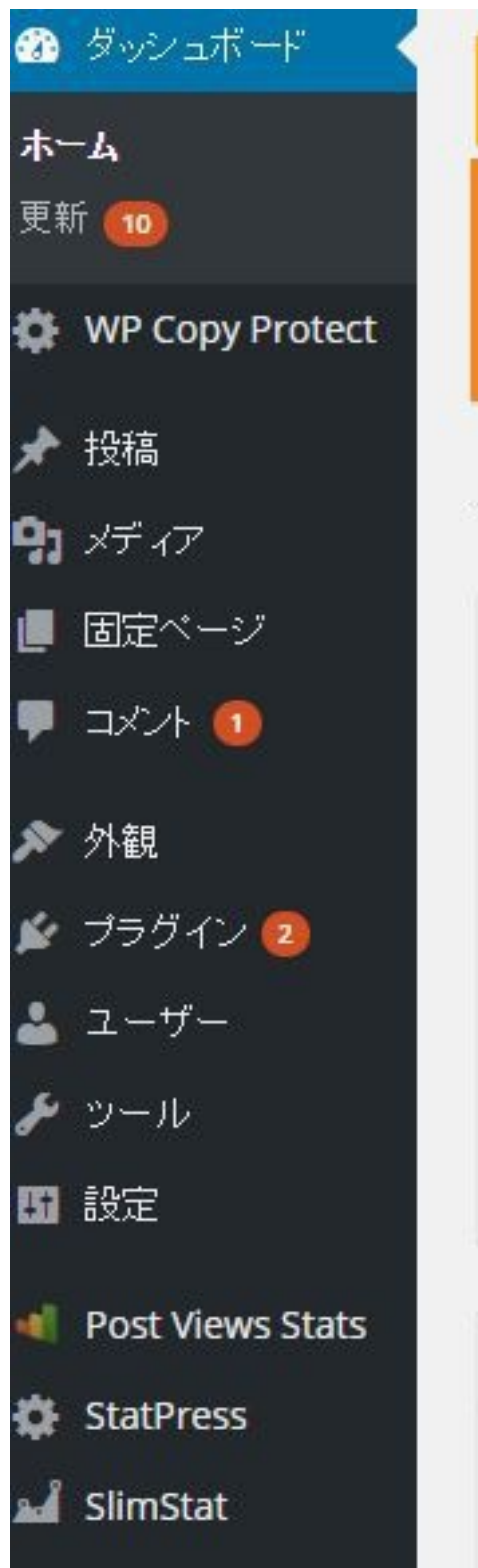 ダッシュボード
ホーム
更新 10
WP Copy Protect
投稿
メディア
固定ページ
コメント 1
外観
プラグイン 2
ユーザー
ツール
設定
Post Views Stats
StatPress
SlimStat